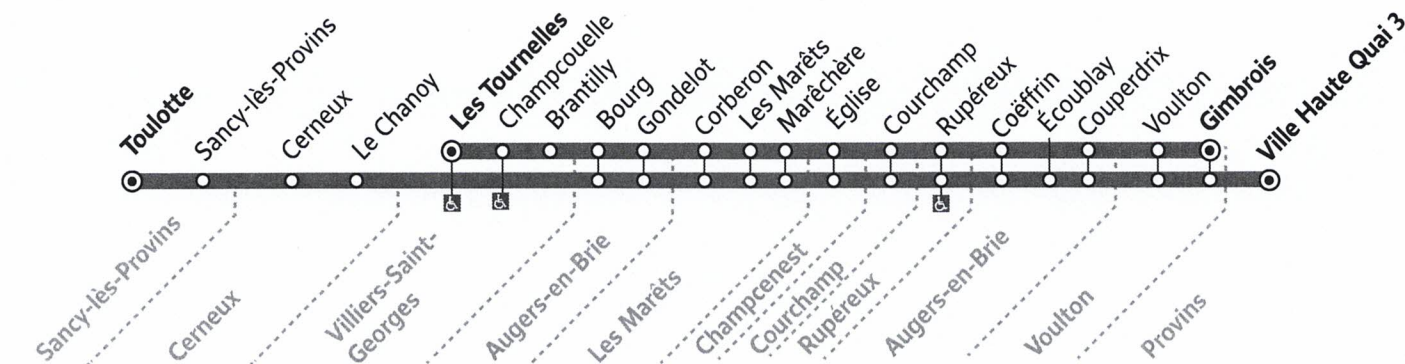 Toulotte
Sancy-lès-Provins
Cerneux
Le Chanoy
Les Tournelles
Champcouelle
Brantilly
Bourg
Gondelot
Corberon
Les Marêts
Marêchère
Église
Courchamp
Rupéreux
Coëffrin
Écoublay
Couperdrix
Voulton
Gimbrois
Ville Haute Quai 3
Sancy-lès-Provins
Cerneux
Villiers-Saint-
Georges
Augers-en-Brie
Les Marêts
Champcenest
Courchamp
Rupéreux
Augers-en-Brie
Voulton
Provins